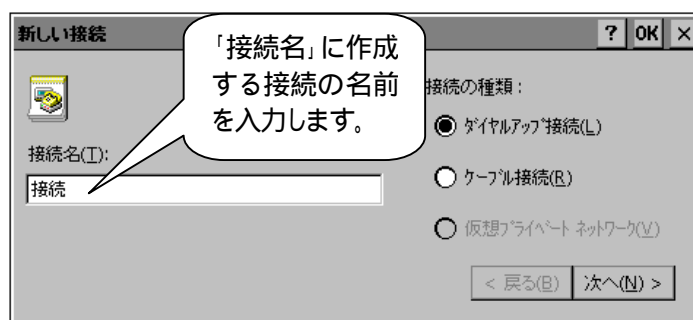 新しい接続
? OK ×
「接続名」に作成
する接続の名前
を入力します。
接続の種類：
ﾀﾞｲﾔﾙｱｯﾌﾟ接続(L)
接続名(T):
接続
ｹｰﾌﾞﾙ接続(R)
仮想ﾌﾟﾗｲﾍﾞｰﾄ ﾈｯﾄﾜｰｸ(V)
< 戻る(B) 次へ(N) >